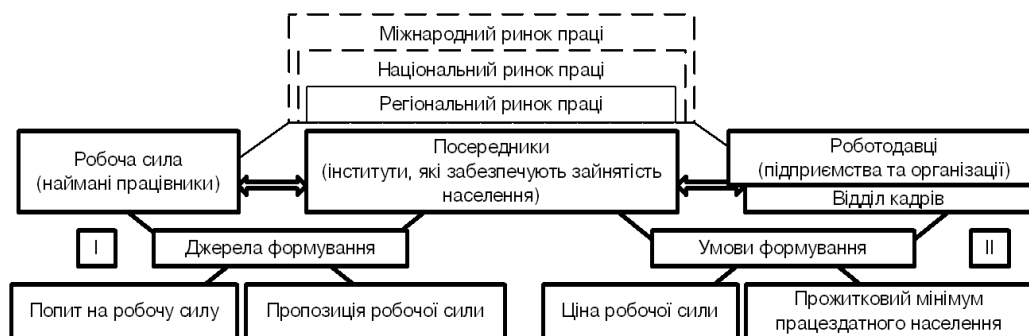 Міжнародний ринок праці
Національний ринок праці
Регіональний ринок праці
Робоча сила
(наймані працівники)
Посередники
(інститути, які забезпечують зайнятість
населення)
Роботодавці
(підприємства та організації)
Відділ кадрів
I
Джерела формування
Умови формування
II
Попит на робочу силу
Пропозиція робочої сили
Ціна робочої сили
Прожитковий мінімум
працездатного населення